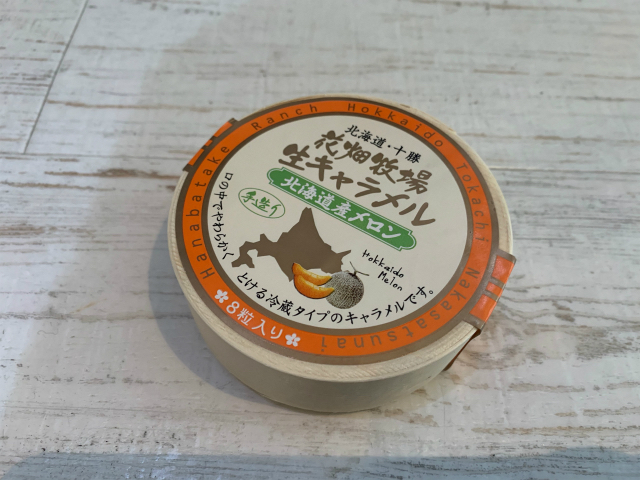 Hanabatake Ranch Hokkaido Tokachi Nakasatsunai
北海道・十勝
花畑牧場
生キャラメル
北海道産メロン
手造り
Hokkaido
Melon
口の中でやわらかく
とける冷蔵タイプのキャラメルです。
8粒入り